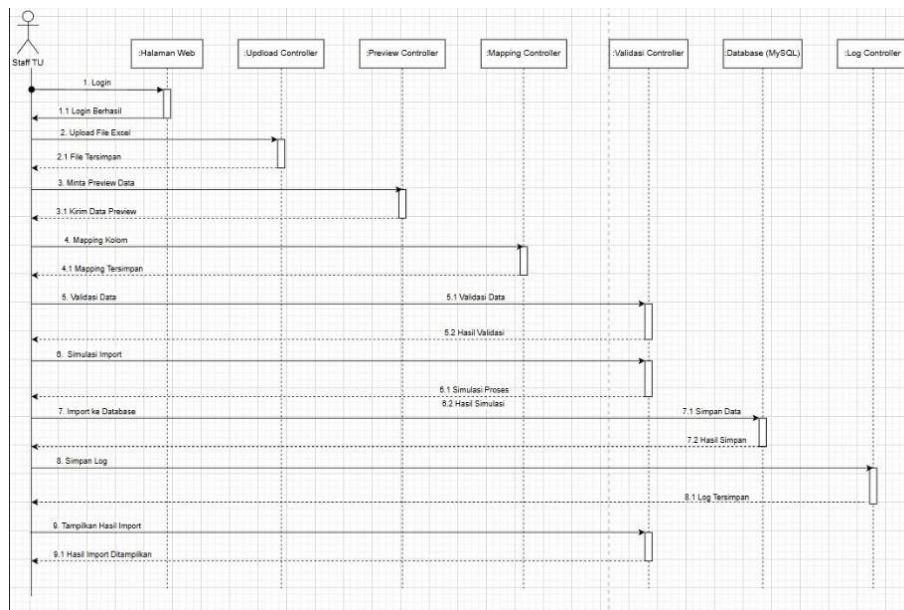 Staff TU
:Halaman Web
:Updload Controller
:Preview Controller
:Mapping Controller
:Validasi Controller
:Database (MySQL)
:Log Controller
1. Login
1.1 Login Berhasil
2. Upload File Excel
2.1 File Tersimpan
3. Minta Preview Data
3.1 Kirim Data Preview
4. Mapping Kolom
4.1 Mapping Tersimpan
5. Validasi Data
5.1 Validasi Data
5.2 Hasil Validasi
6. Simulasi Import
6.1 Simulasi Proses
6.2 Hasil Simulasi
7. Import ke Database
7.1 Simpan Data
7.2 Hasil Simpan
8. Simpan Log
8.1 Log Tersimpan
9. Tampilkan Hasil Import
9.1 Hasil Import Ditampilkan